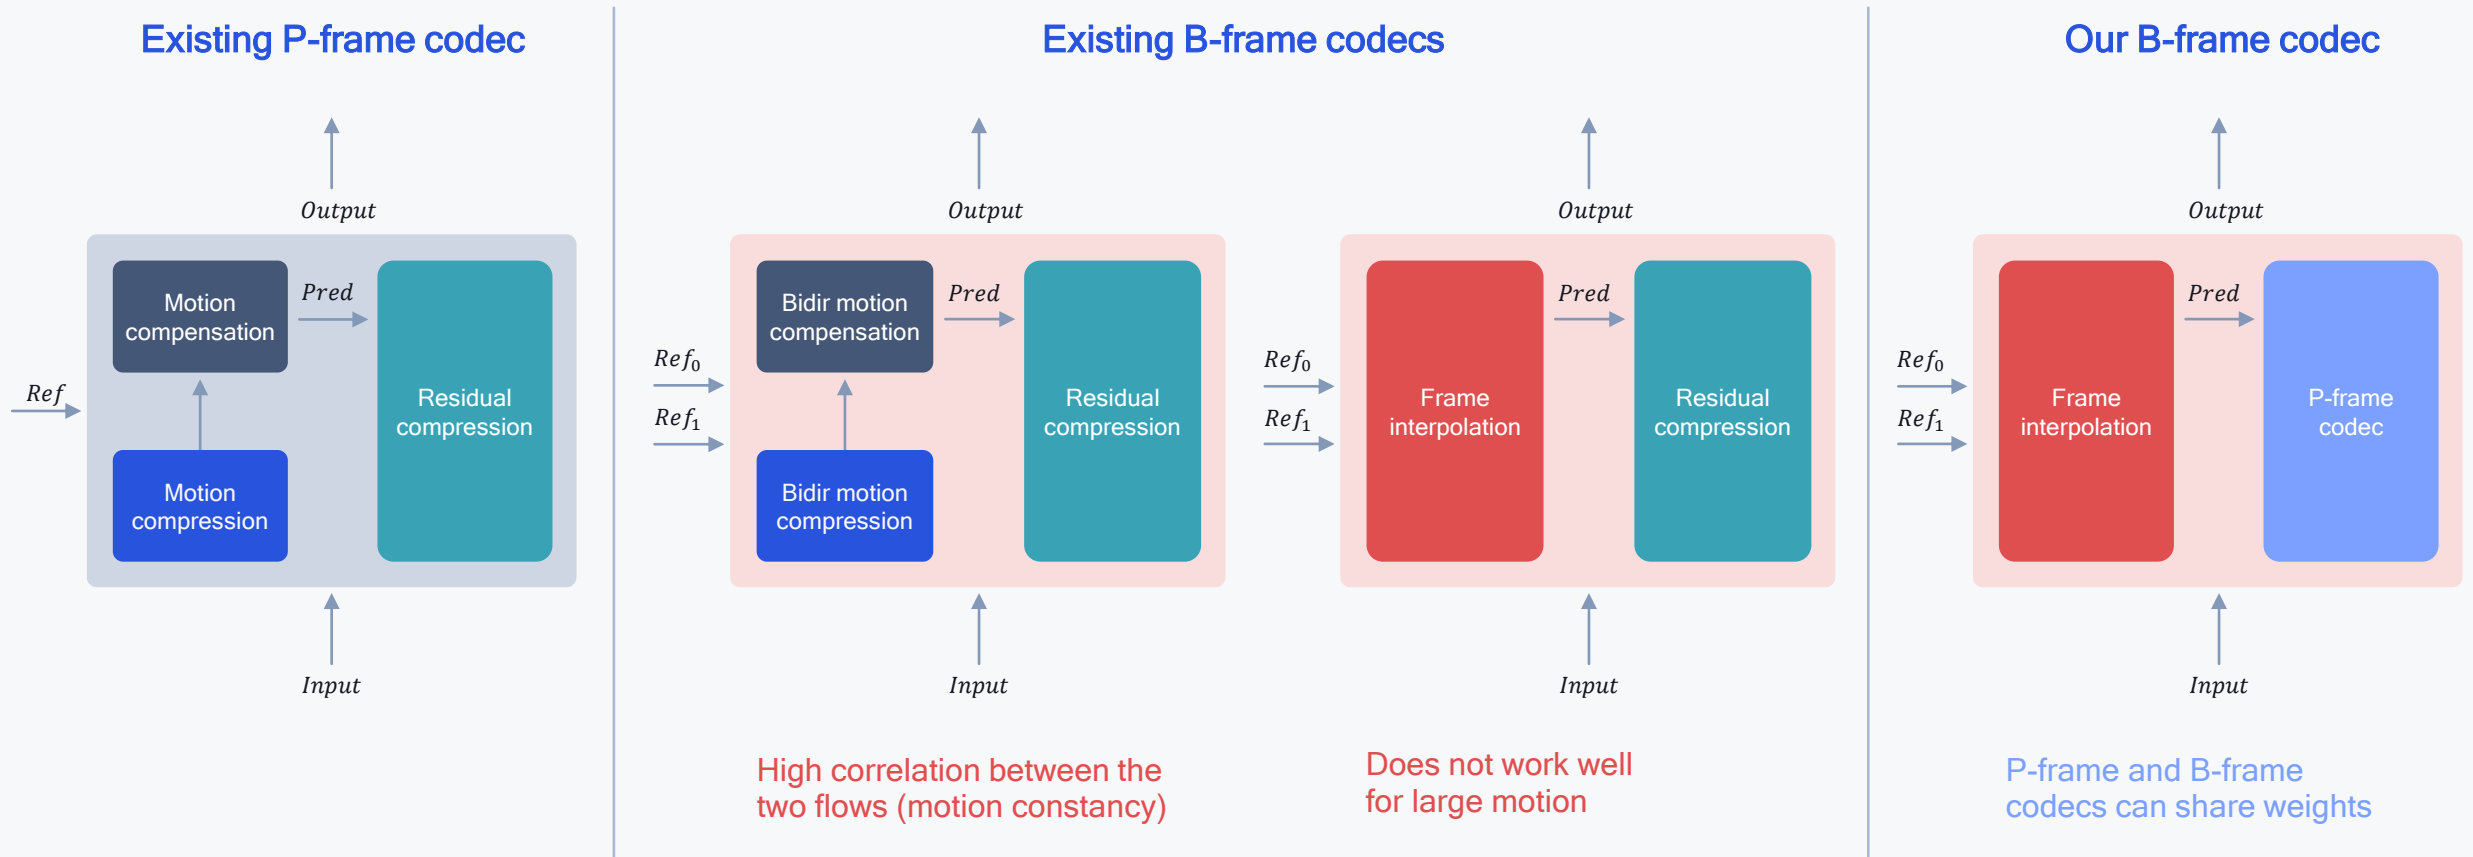 Existing P-frame codec
Output
Motion
compensation
Pred
Residual
compression
Ref
Motion
compression
Input
Existing B-frame codecs
Output
Bidir motion
compensation
Pred
Residual
compression
Ref₀
Ref₁
Bidir motion
compression
Input
High correlation between the
two flows (motion constancy)
Output
Ref₀
Ref₁
Frame
interpolation
Pred
Residual
compression
Input
Does not work well
for large motion
Our B-frame codec
Output
Ref₀
Ref₁
Frame
interpolation
Pred
P-frame
codec
Input
P-frame and B-frame
codecs can share weights